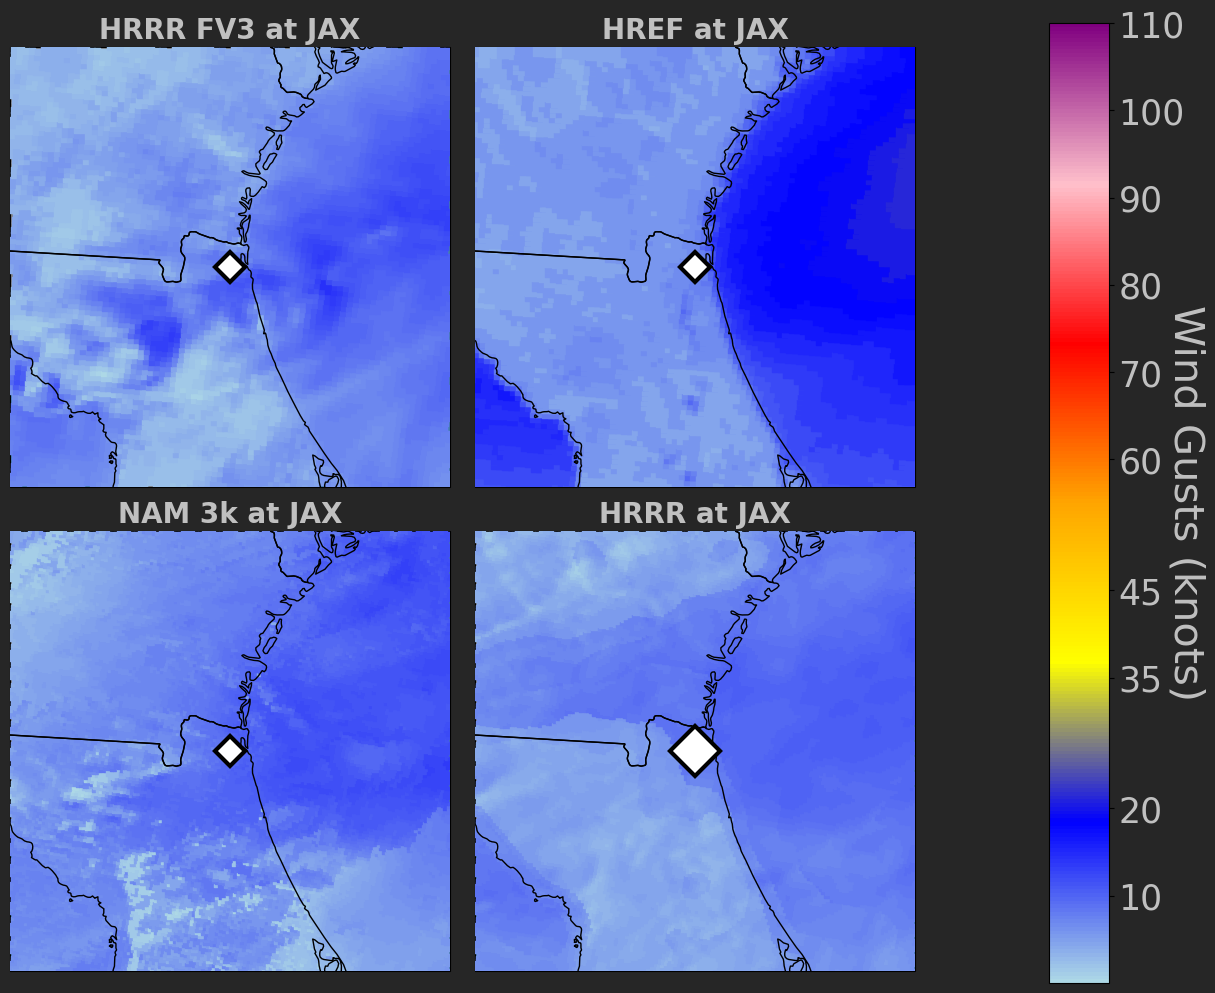 HRRR FV3 at JAX
HREF at JAX
NAM 3k at JAX
HRRR at JAX
110
100
90
80
70
60
45
35
20
10
Wind Gusts (knots)